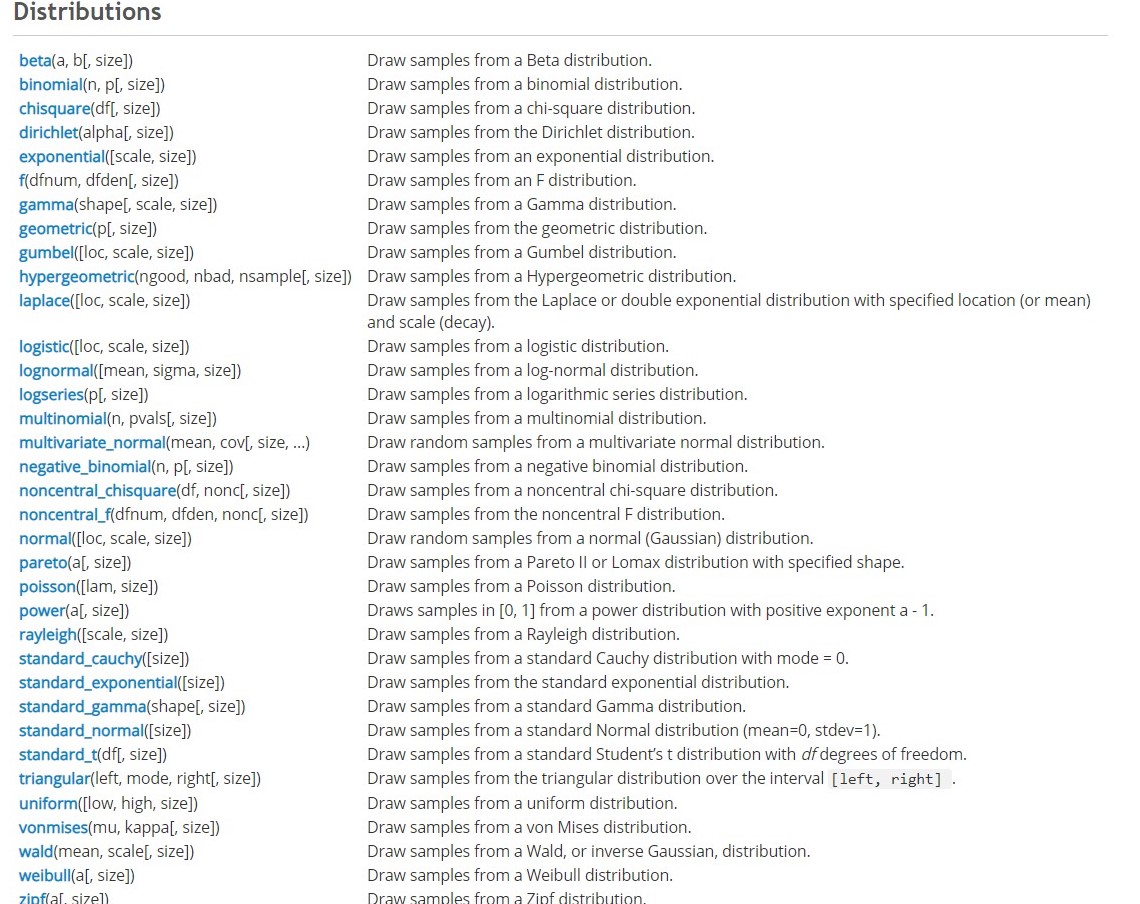 Distributions
beta(a, b[, size]) Draw samples from a Beta distribution.
binomial(n, p[, size]) Draw samples from a binomial distribution.
chisquare(df[, size]) Draw samples from a chi-square distribution.
dirichlet(alpha[, size]) Draw samples from the Dirichlet distribution.
exponential([scale, size]) Draw samples from an exponential distribution.
f(dfnum, dfden[, size]) Draw samples from an F distribution.
gamma(shape[, scale, size]) Draw samples from a Gamma distribution.
geometric(p[, size]) Draw samples from the geometric distribution.
gumbel([loc, scale, size]) Draw samples from a Gumbel distribution.
hypergeometric(ngood, nbad, nsample[, size]) Draw samples from a Hypergeometric distribution.
laplace([loc, scale, size]) Draw samples from the Laplace or double exponential distribution with specified location (or mean)
and scale (decay).
logistic([loc, scale, size]) Draw samples from a logistic distribution.
lognormal([mean, sigma, size]) Draw samples from a log-normal distribution.
logseries(p[, size]) Draw samples from a logarithmic series distribution.
multinomial(n, pvals[, size]) Draw samples from a multinomial distribution.
multivariate_normal(mean, cov[, size, ...) Draw random samples from a multivariate normal distribution.
negative_binomial(n, p[, size]) Draw samples from a negative binomial distribution.
noncentral_chisquare(df, nonc[, size]) Draw samples from a noncentral chi-square distribution.
noncentral_f(dfnum, dfden, nonc[, size]) Draw samples from the noncentral F distribution.
normal([loc, scale, size]) Draw random samples from a normal (Gaussian) distribution.
pareto(a[, size]) Draw samples from a Pareto II or Lomax distribution with specified shape.
poisson([lam, size]) Draw samples from a Poisson distribution.
power(a[, size]) Draws samples in [0, 1] from a power distribution with positive exponent a - 1.
rayleigh([scale, size]) Draw samples from a Rayleigh distribution.
standard_cauchy([size]) Draw samples from a standard Cauchy distribution with mode = 0.
standard_exponential([size]) Draw samples from the standard exponential distribution.
standard_gamma(shape[, size]) Draw samples from a standard Gamma distribution.
standard_normal([size]) Draw samples from a standard Normal distribution (mean=0, stdev=1).
standard_t(df[, size]) Draw samples from a standard Student’s t distribution with df degrees of freedom.
triangular(left, mode, right[, size]) Draw samples from the triangular distribution over the interval [left, right] .
uniform([low, high, size]) Draw samples from a uniform distribution.
vonmises(mu, kappa[, size]) Draw samples from a von Mises distribution.
wald(mean, scale[, size]) Draw samples from a Wald, or inverse Gaussian, distribution.
weibull(a[, size]) Draw samples from a Weibull distribution.
zipf(a[, size]) Draw samples from a Zipf distribution.